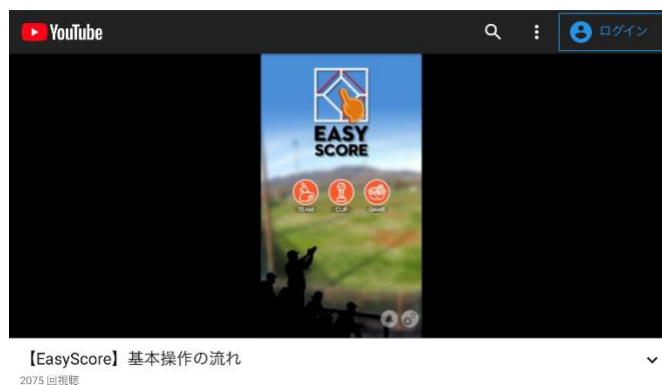 YouTube
ログイン
EASY
SCORE
TEAM CUP GAME
【EasyScore】基本操作の流れ
2075 回視聴